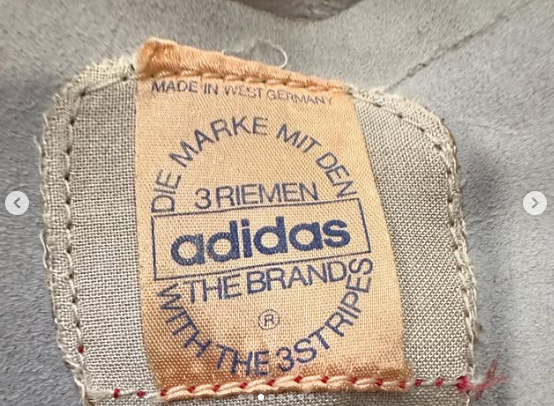 MADE IN WEST GERMANY
DIE MARKE MIT DEN
3 RIEMEN
adidas
THE BRANDS
®
WITH THE 3 STRIPES